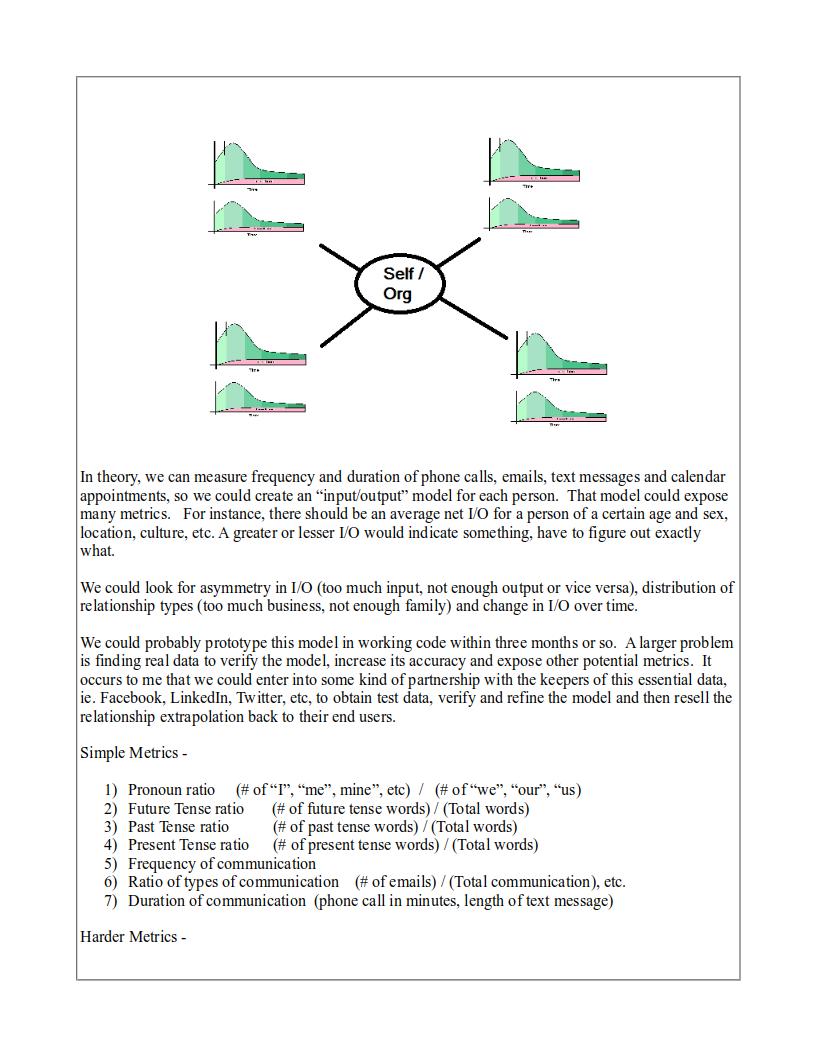 Time
Time
Time
Time
Self /
Org
Time
Time
Time
Time
In theory, we can measure frequency and duration of phone calls, emails, text messages and calendar
appointments, so we could create an “input/output” model for each person.  That model could expose
many metrics.   For instance, there should be an average net I/O for a person of a certain age and sex,
location, culture, etc. A greater or lesser I/O would indicate something, have to figure out exactly
what.
We could look for asymmetry in I/O (too much input, not enough output or vice versa), distribution of
relationship types (too much business, not enough family) and change in I/O over time.
We could probably prototype this model in working code within three months or so.  A larger problem
is finding real data to verify the model, increase its accuracy and expose other potential metrics.  It
occurs to me that we could enter into some kind of partnership with the keepers of this essential data,
ie. Facebook, LinkedIn, Twitter, etc, to obtain test data, verify and refine the model and then resell the
relationship extrapolation back to their end users.
Simple Metrics -
1)  Pronoun ratio     (# of “I”, “me”, mine”, etc)  /   (# of “we”, “our”, “us)
2)  Future Tense ratio      (# of future tense words) / (Total words)
3)  Past Tense ratio          (# of past tense words) / (Total words)
4)  Present Tense ratio     (# of present tense words) / (Total words)
5)  Frequency of communication
6)  Ratio of types of communication    (# of emails) / (Total communication), etc.
7)  Duration of communication  (phone call in minutes, length of text message)
Harder Metrics -